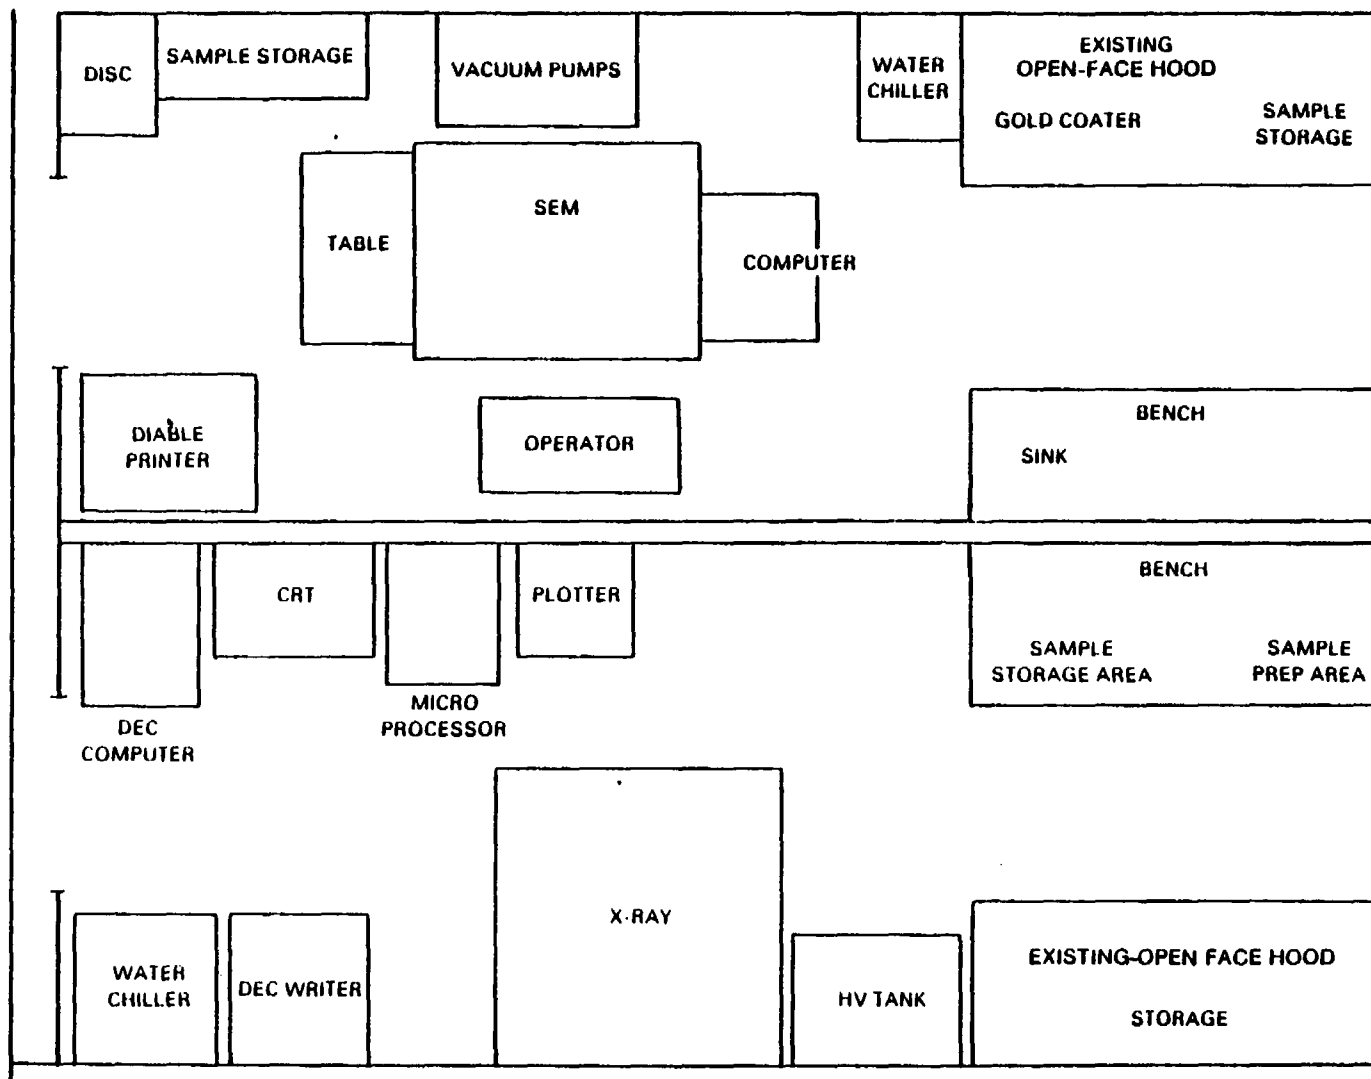 DISC
SAMPLE STORAGE
VACUUM PUMPS
WATER
CHILLER
EXISTING
OPEN-FACE HOOD
GOLD COATER
SAMPLE
STORAGE
TABLE
SEM
COMPUTER
DIABLE
PRINTER
OPERATOR
BENCH
SINK
CRT
PLOTTER
BENCH
SAMPLE
STORAGE AREA
SAMPLE
PREP AREA
DEC
COMPUTER
MICRO
PROCESSOR
X-RAY
WATER
CHILLER
DEC WRITER
HV TANK
EXISTING-OPEN FACE HOOD
STORAGE